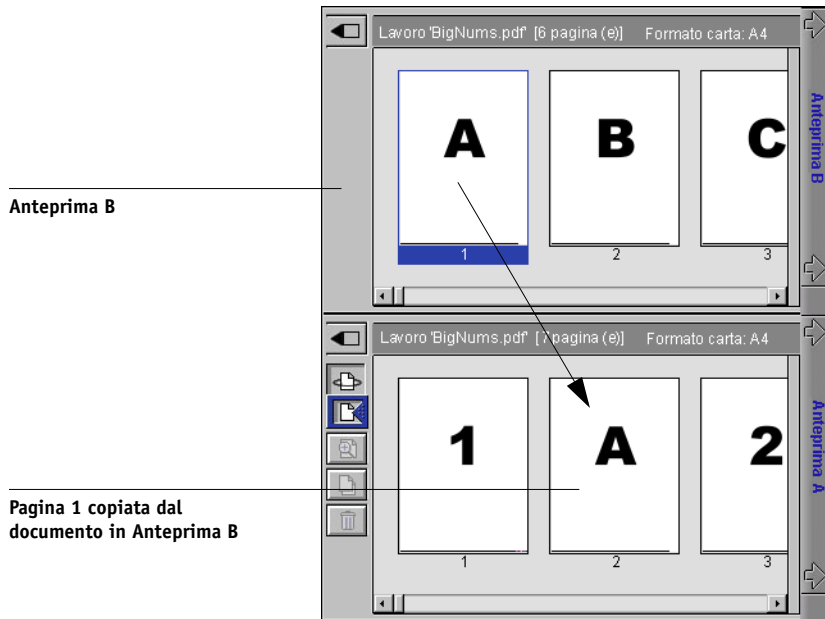 Lavoro 'BigNums.pdf' [6 pagina (e)] Formato carta: A4
A B C
1 2 3
Anteprima B
Anteprima B
Lavoro 'BigNums.pdf' [7 pagina (e)] Formato carta: A4
1 A 2
1 2 3
Anteprima A
Pagina 1 copiata dal
documento in Anteprima B